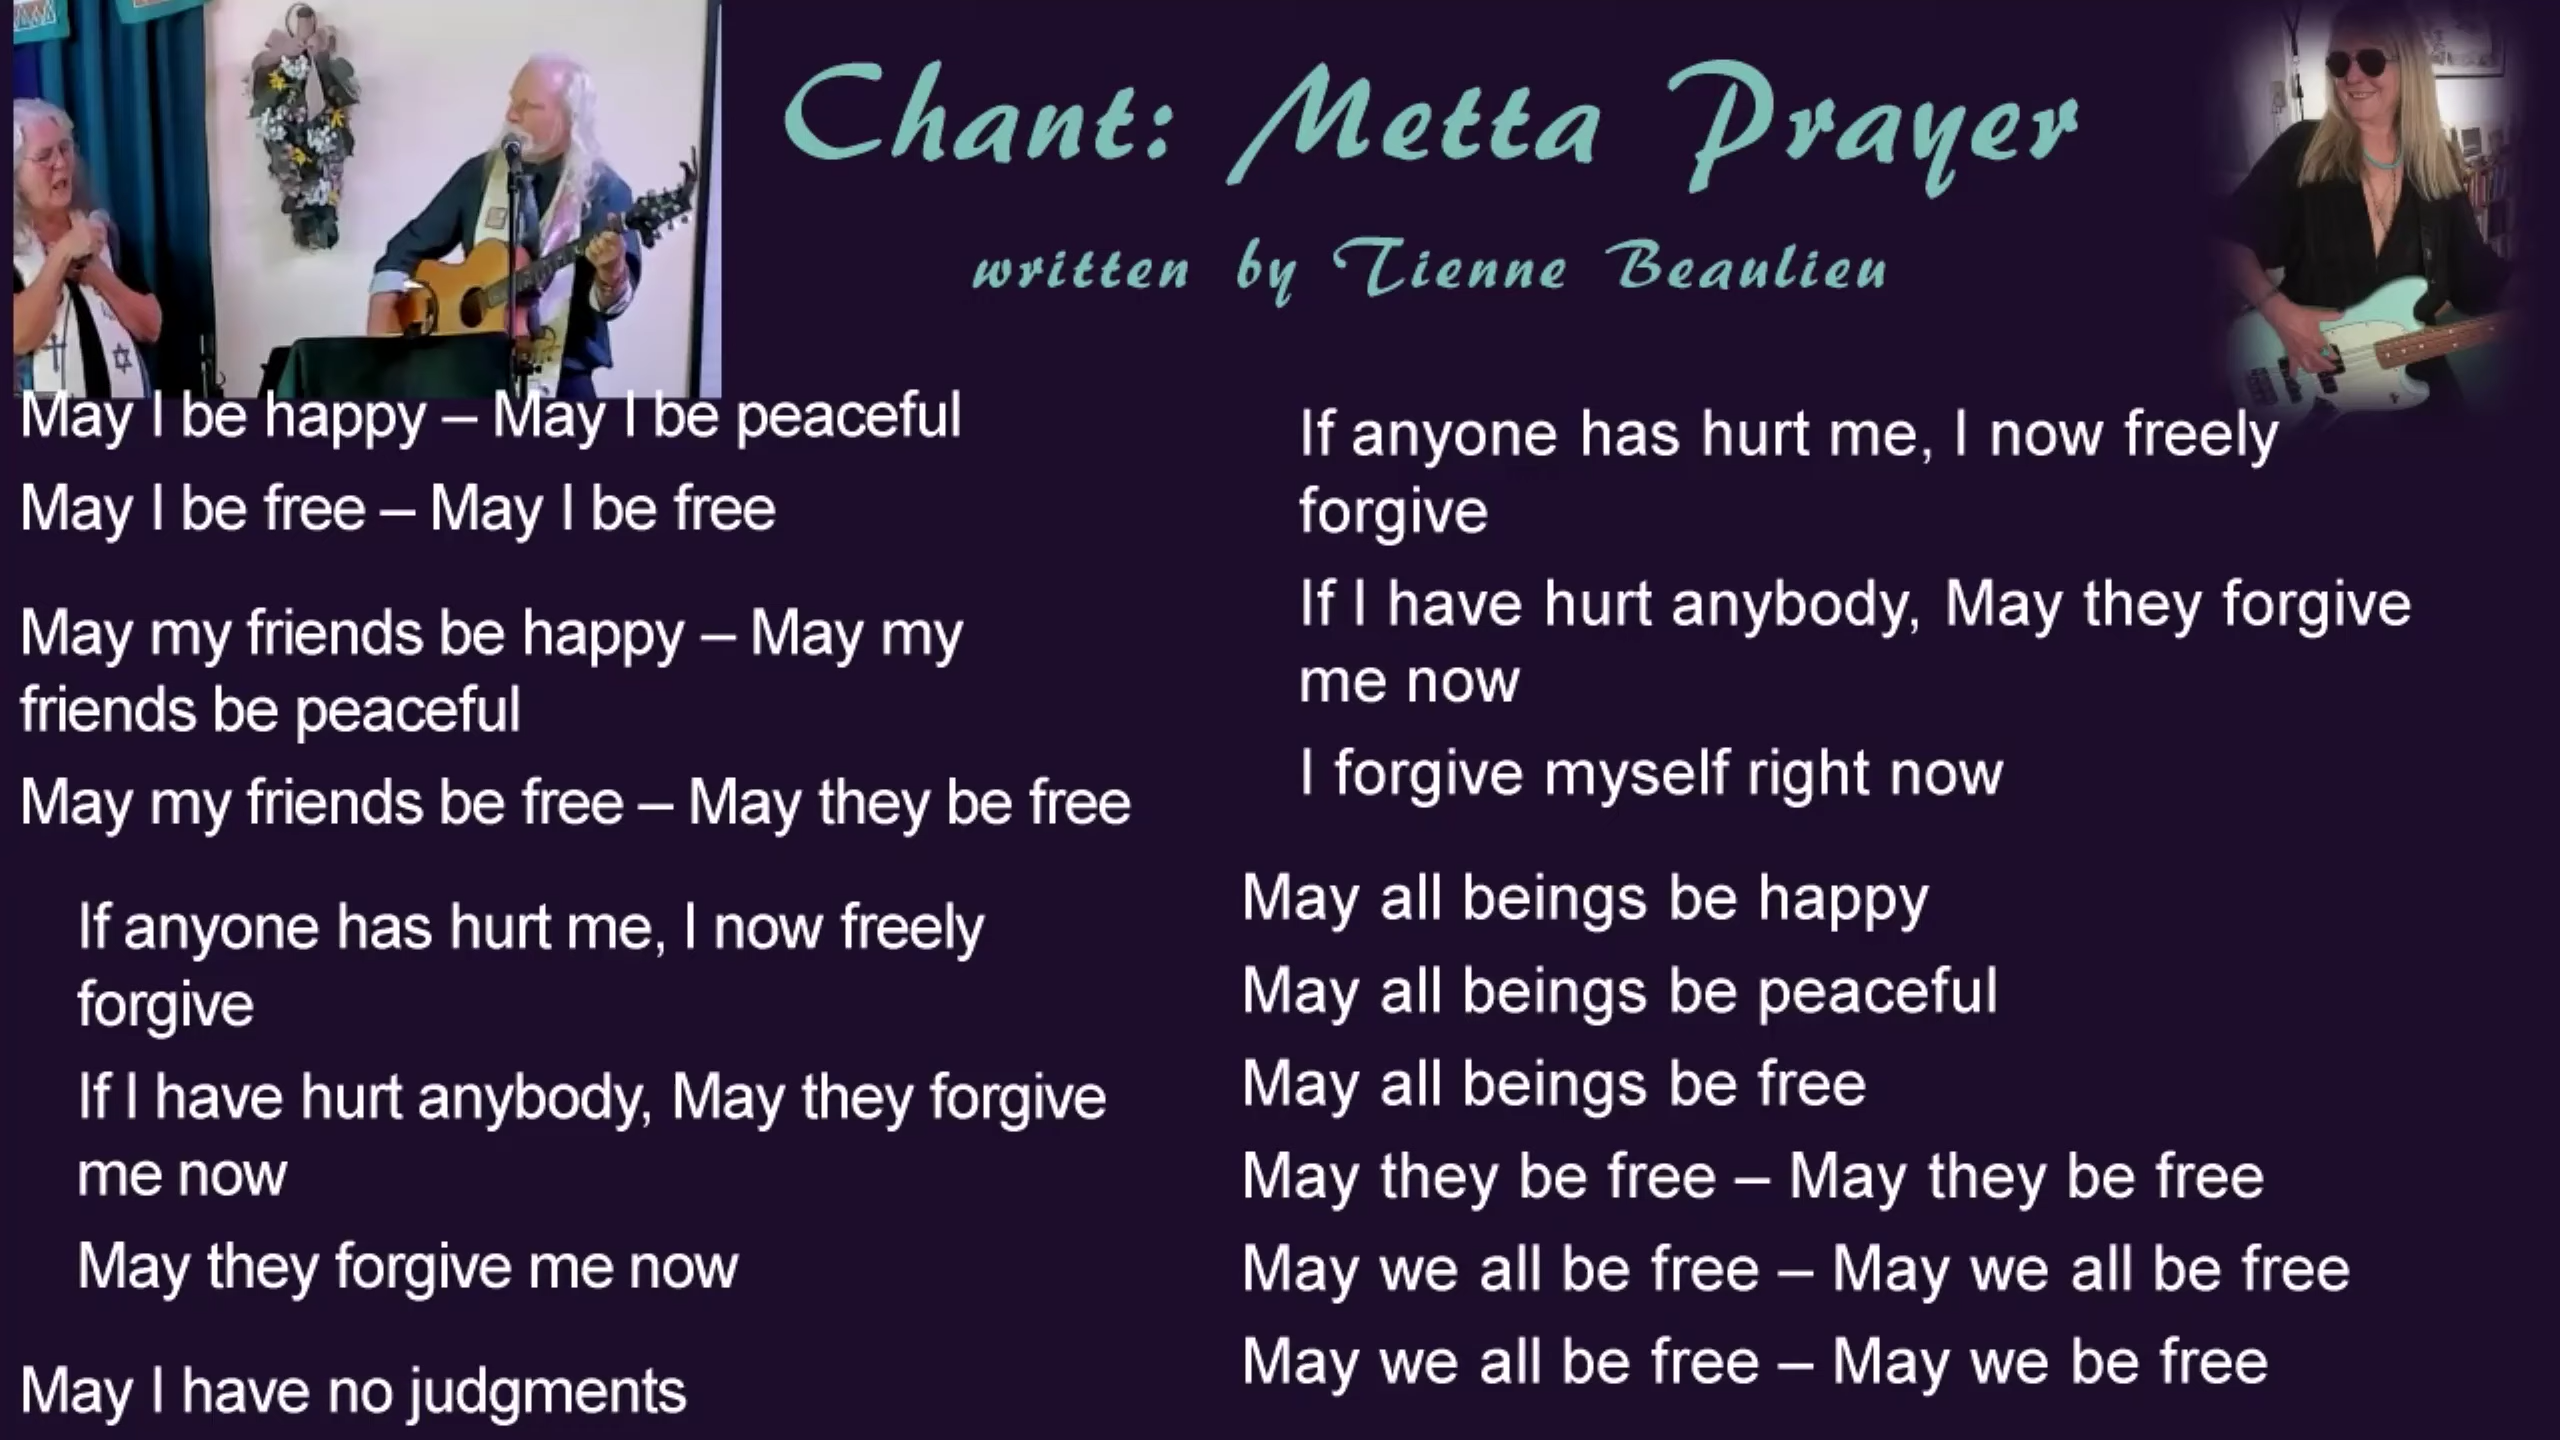 Chant: Metta Prayer
written by Tienne Beaulieu
May I be happy – May I be peaceful
May I be free – May I be free
May my friends be happy – May my
friends be peaceful
May my friends be free – May they be free
If anyone has hurt me, I now freely
forgive
If I have hurt anybody, May they forgive
me now
May they forgive me now
May I have no judgments
If anyone has hurt me, I now freely
forgive
If I have hurt anybody, May they forgive
me now
I forgive myself right now
May all beings be happy
May all beings be peaceful
May all beings be free
May they be free – May they be free
May we all be free – May we all be free
May we all be free – May we be free